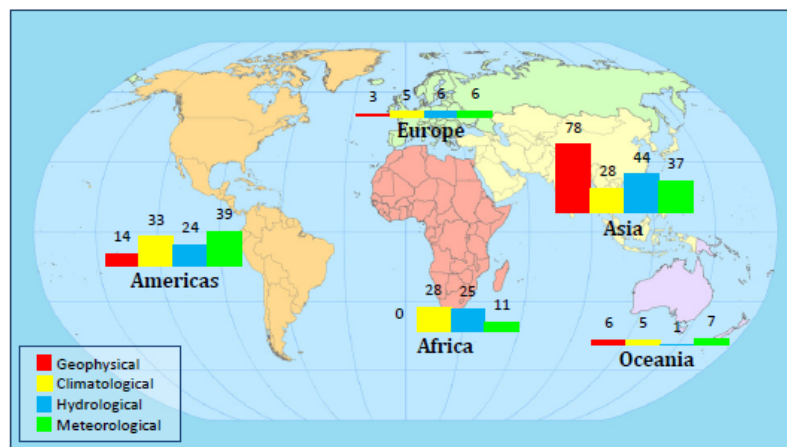 3 5 6 6
Europe
78 28 44 37
Asia
14 33 24 39
Americas
0 28 25 11
Africa
6 5 1 7
Oceania
Geophysical
Climatological
Hydrological
Meteorological